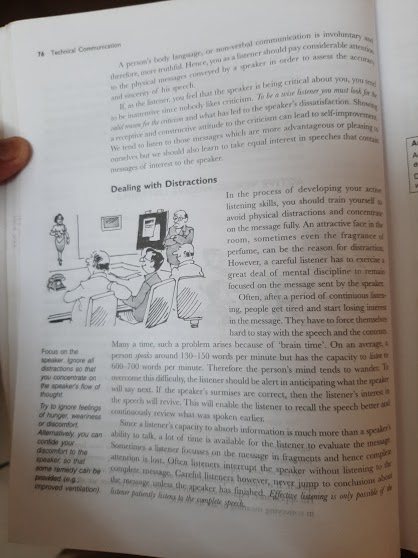 76 Technical Communication
A person's body language, or non-verbal communication is involuntary and
therefore, more truthful. Hence, you as a listener should pay considerable attention
to the physical messages conveyed by a speaker in order to assess the accuracy
and sincerity of his speech.
If, as the listener, you feel that the speaker is being critical about you, you tend
to be inattentive since nobody likes criticism. To be a wise listener you must look for the
valid reason for the criticism and what has led to the speaker's dissatisfaction. Showing
a receptive and constructive attitude to the criticism can lead to self-improvement.
We tend to listen to those messages which are more advantageous or pleasing to
ourselves but we should also learn to take equal interest in speeches that contain
messages of interest to the speaker.
Dealing with Distractions
In the process of developing your active
listening skills, you should train yourself to
avoid physical distractions and concentrate
on the message fully. An attractive face in the
room, sometimes even the fragrance of
perfume, can be the reason for distraction.
However, a careful listener has to exercise a
great deal of mental discipline to remain
focused on the message sent by the speaker.
Often, after a period of continuous listen-
ing, people get tired and start losing interest
in the message. They have to force themselves
hard to stay with the speech and the contents.
Many a time, such a problem arises because of 'brain time'. On an average, a
person speaks around 130–150 words per minute but has the capacity to listen to
600–700 words per minute. Therefore the person's mind tends to wander. To
overcome this difficulty, the listener should be alert in anticipating what the speaker
will say next. If the speaker's surmises are correct, then the listener's interest in
the speech will revive. This will enable the listener to recall the speech better and
continuously review what was spoken earlier.
Since a listener's capacity to absorb information is much more than a speaker's
ability to talk, a lot of time is available for the listener to evaluate the message.
Sometimes a listener focusses on the message in fragments and hence complete
attention is lost. Often listeners interrupt the speaker without listening to the
complete message. Careful listeners however, never jump to conclusions about
the message unless the speaker has finished. Effective listening is only possible if the
listener patiently listens to the complete speech.
Focus on the
speaker. Ignore all
distractions so that
you concentrate on
the speaker's flow of
thought.
Try to ignore feelings
of hunger, weariness
or discomfort.
Alternatively, you can
confide your
discomfort to the
speaker, so that
some remedy can be
provided (e.g.,
improved ventilation).